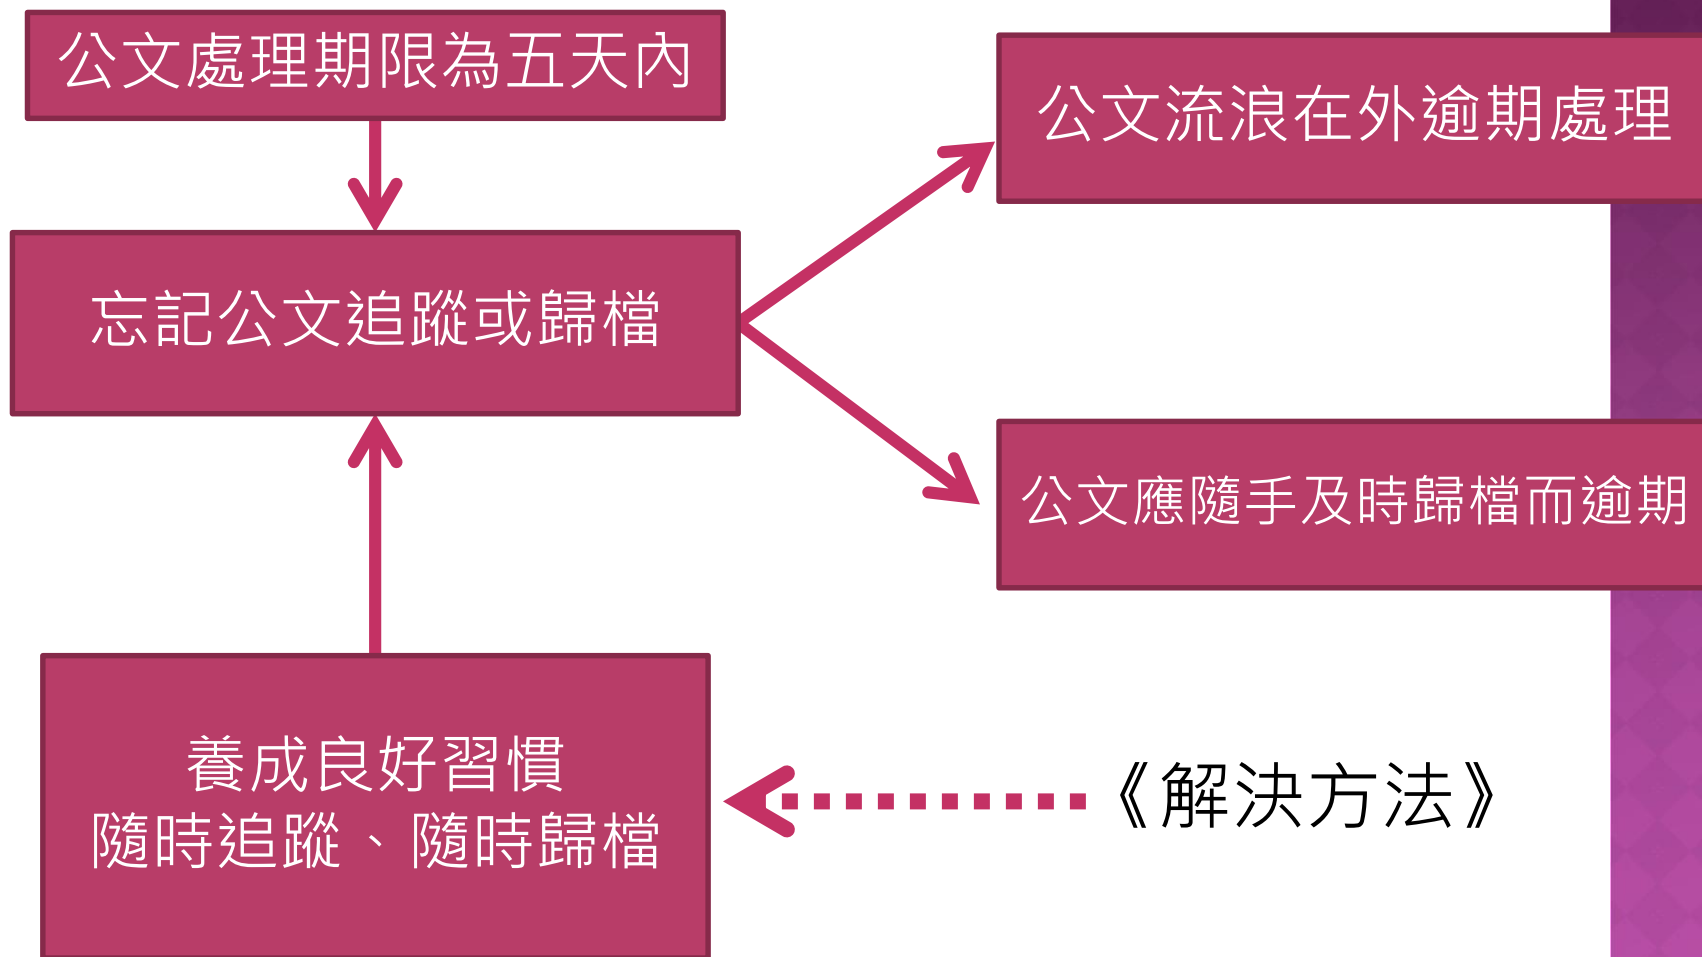 公文處理期限為五天內
公文流浪在外逾期處理
忘記公文追蹤或歸檔
公文應隨手及時歸檔而逾期
養成良好習慣
隨時追蹤、隨時歸檔
《解決方法》